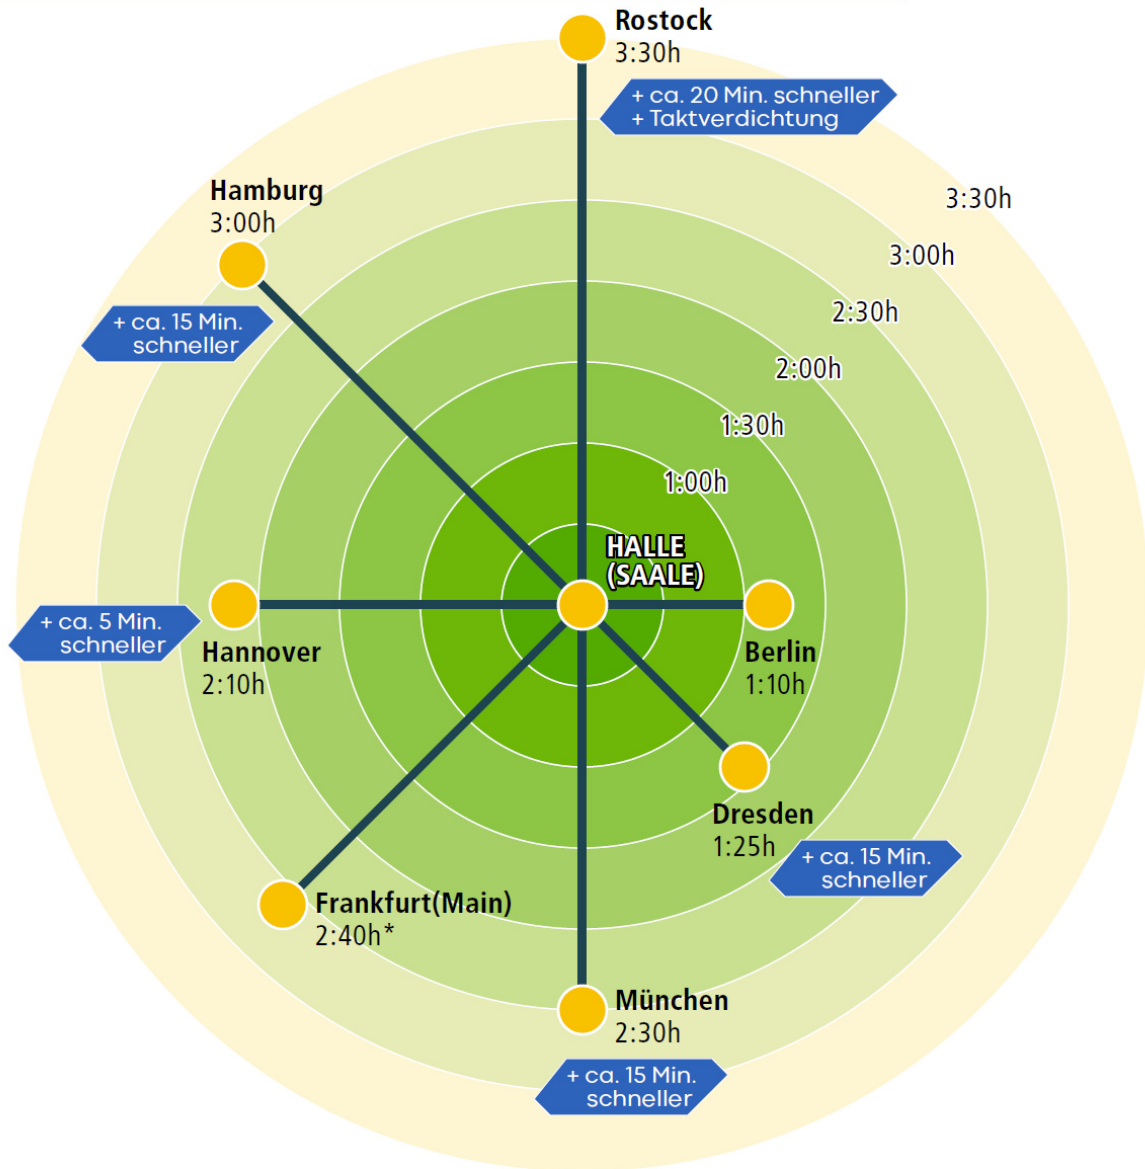 Rostock
3:30h
+ ca. 20 Min. schneller
+ Taktverdichtung
Hamburg
3:00h
+ ca. 15 Min.
schneller
3:30h
3:00h
2:30h
2:00h
1:30h
1:00h
HALLE
(SAALE)
+ ca. 5 Min.
schneller
Hannover
2:10h
Berlin
1:10h
Dresden
1:25h
+ ca. 15 Min.
schneller
Frankfurt(Main)
2:40h*
München
2:30h
+ ca. 15 Min.
schneller